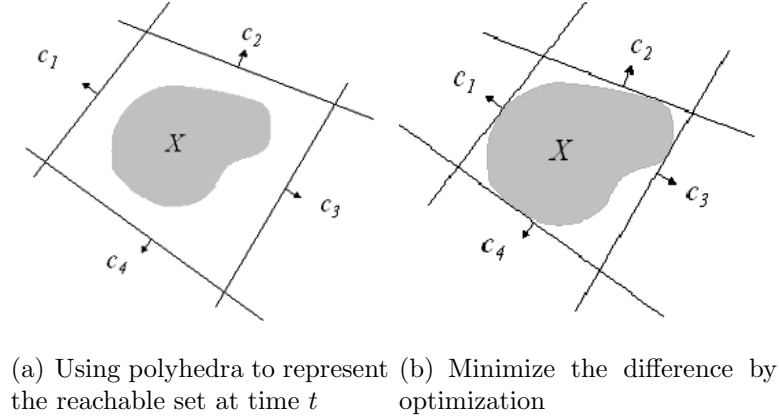 c1
c2
X
c3
c4
c1
c2
X
c3
c4
(a) Using polyhedra to represent
the reachable set at time t
(b) Minimize the difference by
optimization